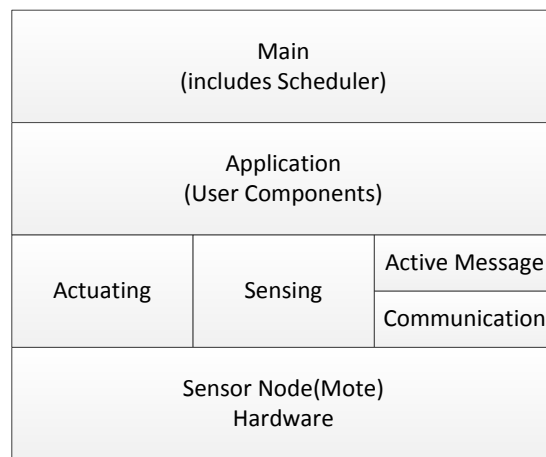 Main
(includes Scheduler)
Application
(User Components)
Actuating
Sensing
Active Message
Communication
Sensor Node(Mote)
Hardware